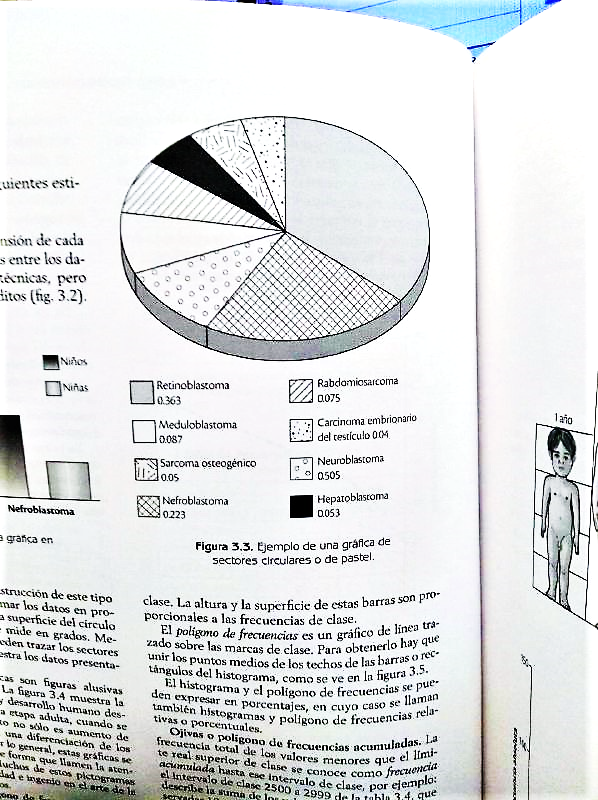 uientes esti-
nsión de cada
s entre los da-
técnicas, pero
ditos (fig. 3.2).
Niños
Niñas
Nefroblastoma
a gráfica en
strucción de este tipo
mar los datos en pro-
a superficie del círculo
mide en grados. Me-
eden trazar los sectores
estra los datos presenta-
cas son figuras alusivas
La figura 3.4 muestra la
y desarrollo humano des-
a etapa adulta, cuando se
to no sólo es aumento de
una diferenciación de los
r lo general, estas gráficas se
e forma que llamen la aten-
uchos de estos pictogramas
dad e ingenio en el arte de la
Retinoblastoma
0.363
Meduloblastoma
0.087
Sarcoma osteogénico
0.05
Nefroblastoma
0.223
Rabdomiosarcoma
0.075
Carcinoma embrionario
del testículo 0.04
Neuroblastoma
0.505
Hepatoblastoma
0.053
Figura 3.3. Ejemplo de una gráfica de
sectores circulares o de pastel.
clase. La altura y la superficie de estas barras son pro-
porcionales a las frecuencias de clase.
El polígono de frecuencias es un gráfico de línea tra-
zado sobre las marcas de clase. Para obtenerlo hay que
unir los puntos medios de los techos de las barras o rec-
tángulos del histograma, como se ve en la figura 3.5.
El histograma y el polígono de frecuencias se pue-
den expresar en porcentajes, en cuyo caso se llaman
también histogramas y polígono de frecuencias rela-
tivas o porcentuales.
Ojivas o polígono de frecuencias acumuladas. La
frecuencia total de los valores menores que el lími-
te real superior de clase se conoce como frecuencia
acumulada hasta ese intervalo de clase, por ejemplo:
el intervalo de clase 2500 a 2999 de la tabla 3.4, que
describe la suma de los
1 año